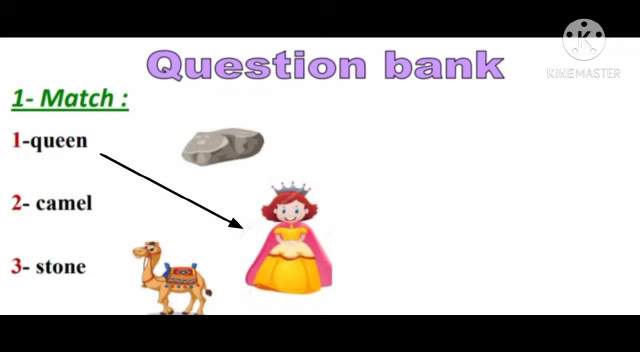 KINEMASTER
Question bank
1- Match :
1-queen
2- camel
3- stone